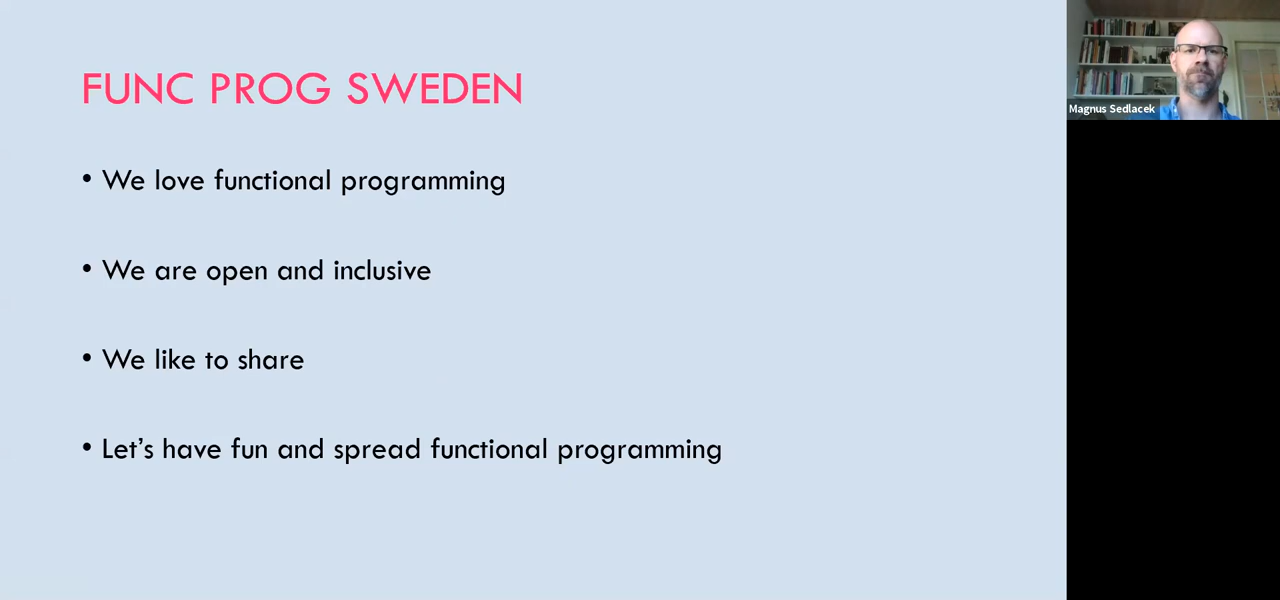 FUNC PROG SWEDEN
• We love functional programming
• We are open and inclusive
• We like to share
• Let's have fun and spread functional programming
Magnus Sedlacek